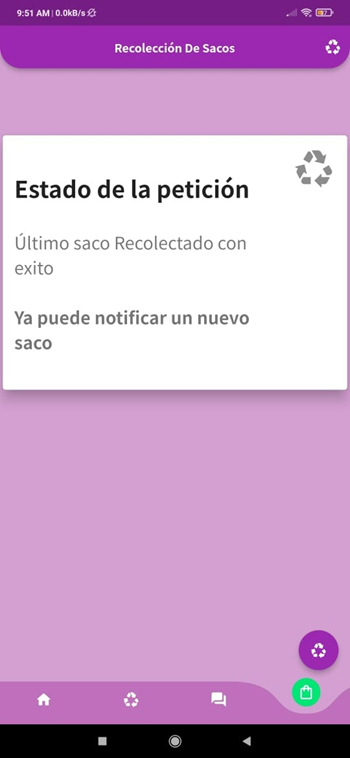 9:51 AM | 0.0kB/s
Recolección De Sacos
Estado de la petición
Último saco Recolectado con
exito
Ya puede notificar un nuevo
saco